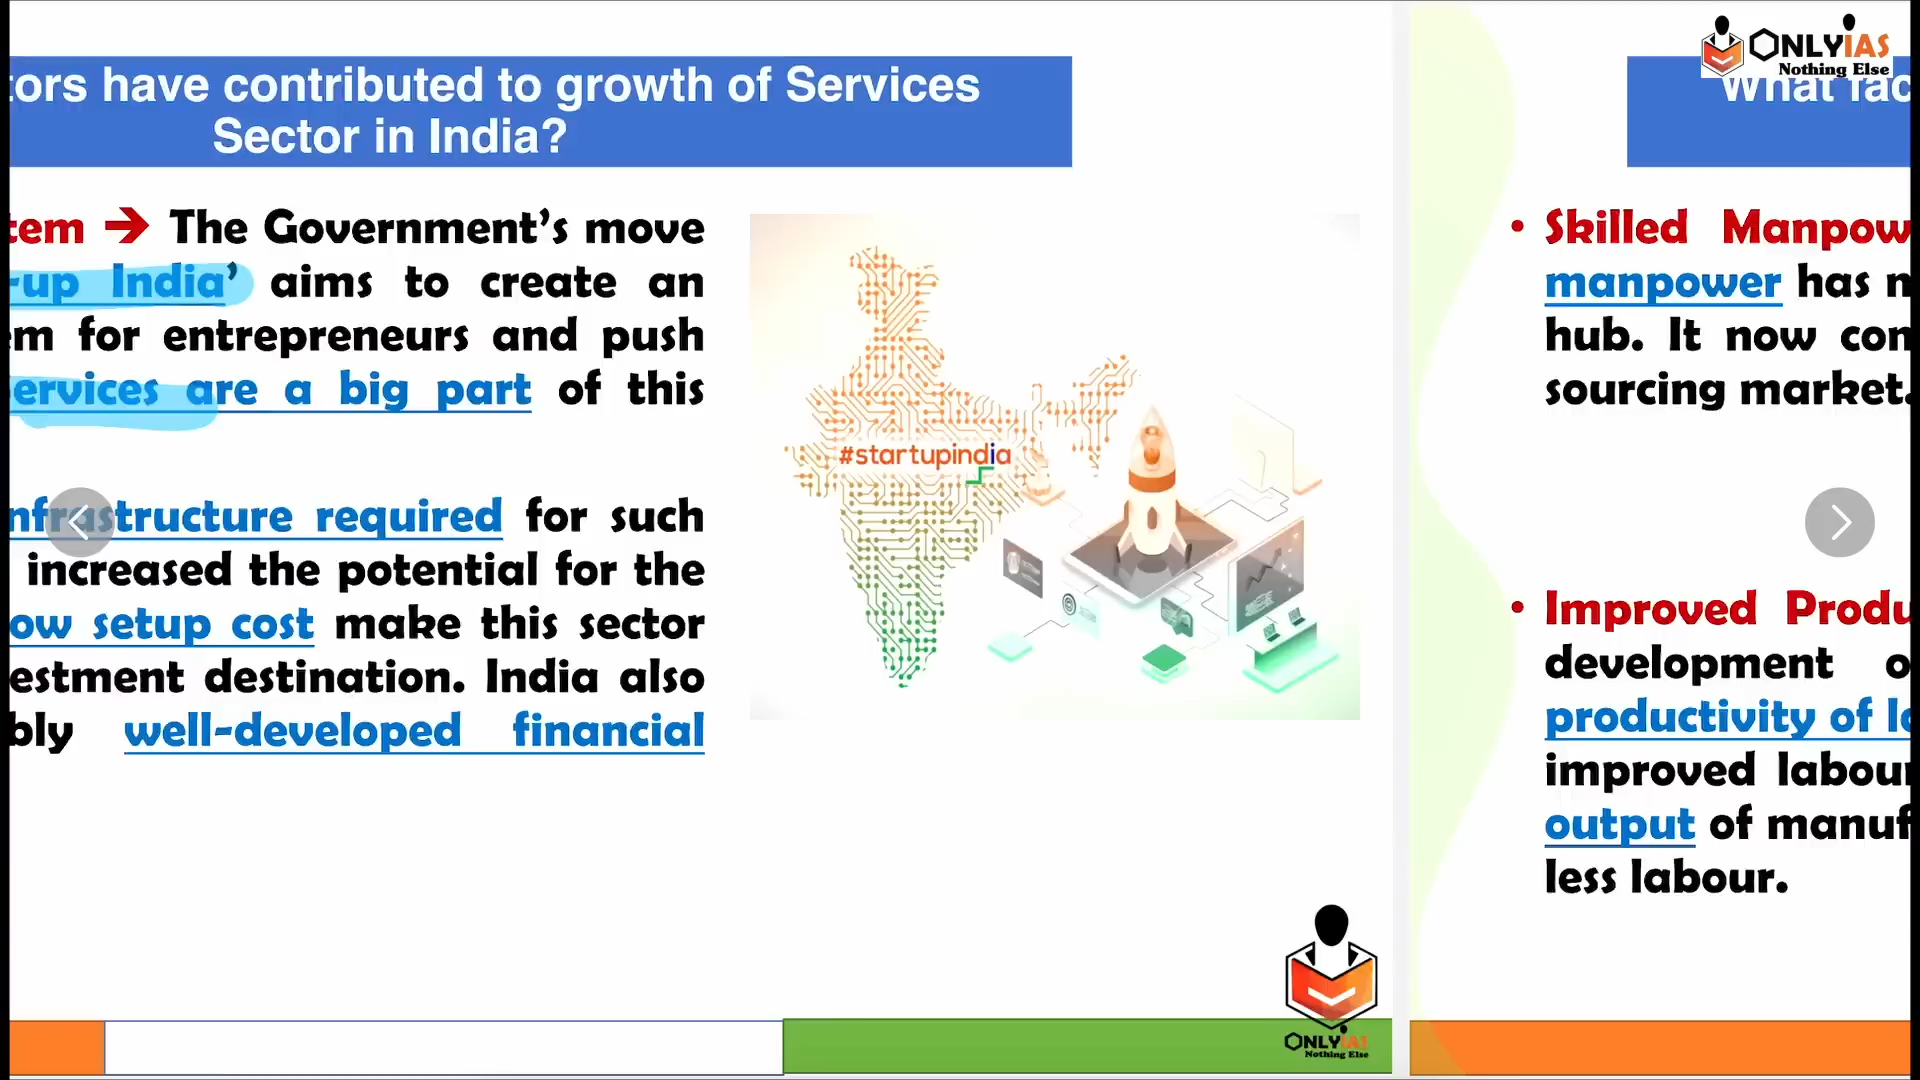 ONLYIAS
Nothing Else
tors have contributed to growth of Services
Sector in India?
tem → The Government’s move
-up India’ aims to create an
em for entrepreneurs and push
ervices are a big part of this
nfrastructure required for such
increased the potential for the
ow setup cost make this sector
estment destination. India also
bly well-developed financial
#startupindia
What fac
• Skilled Manpow
manpower has n
hub. It now con
sourcing market.
• Improved Produ
development o
productivity of la
improved labour
output of manuf
less labour.
ONLYIAS
Nothing Else